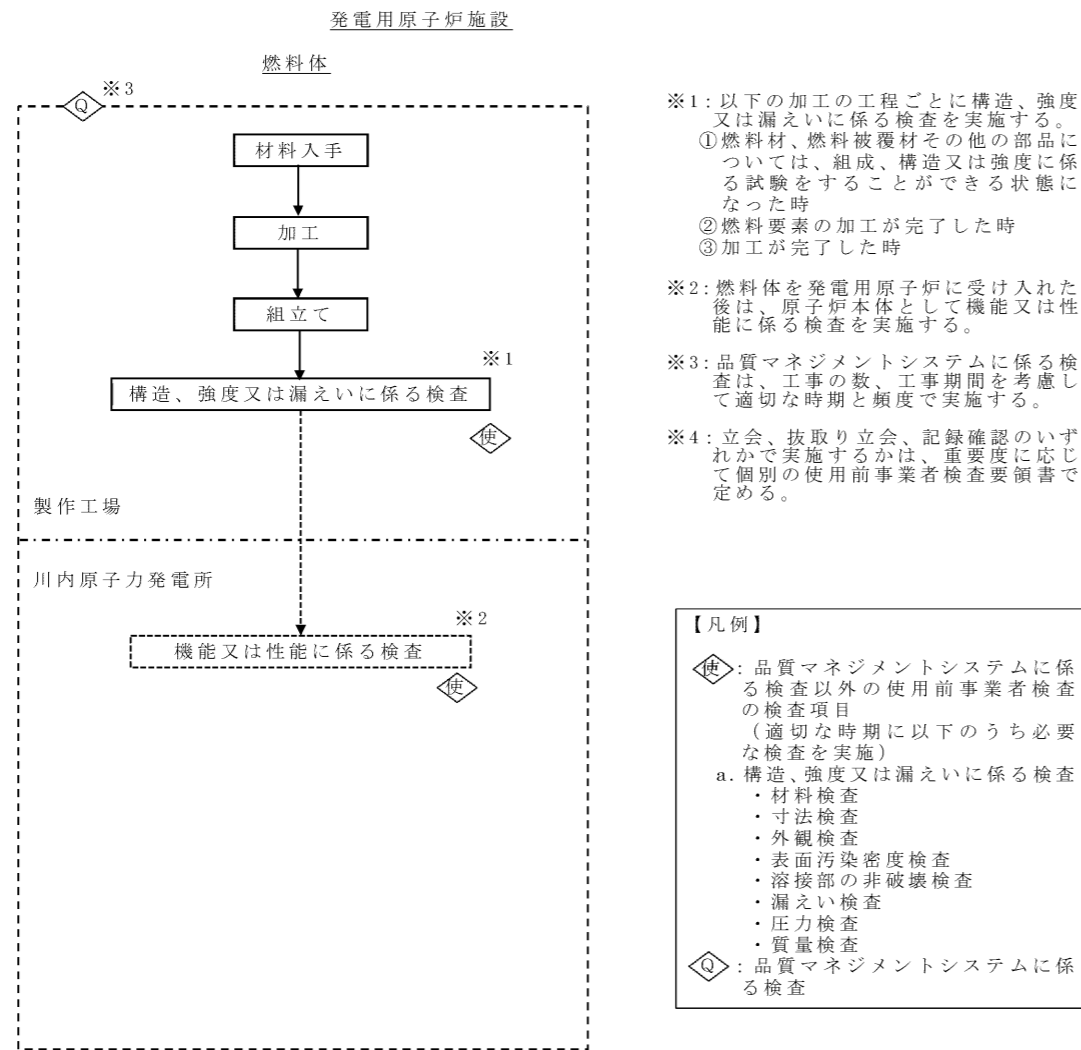 発電用原子炉施設
燃料体
※3
Q
材料入手
加工
組立て
※1
構造、強度又は漏えいに係る検査
使
製作工場
川内原子力発電所
※2
機能又は性能に係る検査
使
※1：以下の加工の工程ごとに構造、強度
又は漏えいに係る検査を実施する。
①燃料材、燃料被覆材その他の部品に
ついては、組成、構造又は強度に係
る試験をすることができる状態に
なった時
②燃料要素の加工が完了した時
③加工が完了した時
※2：燃料体を発電用原子炉に受け入れた
後は、原子炉本体として機能又は性
能に係る検査を実施する。
※3：品質マネジメントシステムに係る検
査は、工事の数、工事期間を考慮し
て適切な時期と頻度で実施する。
※4：立会、抜取り立会、記録確認のいず
れかで実施するかは、重要度に応じ
て個別の使用前事業者検査要領書で
定める。
【凡例】
使：品質マネジメントシステムに係
る検査以外の使用前事業者検査
の検査項目
（適切な時期に以下のうち必要
な検査を実施）
a. 構造、強度又は漏えいに係る検査
・材料検査
・寸法検査
・外観検査
・表面汚染密度検査
・溶接部の非破壊検査
・漏えい検査
・圧力検査
・質量検査
Q：品質マネジメントシステムに係
る検査